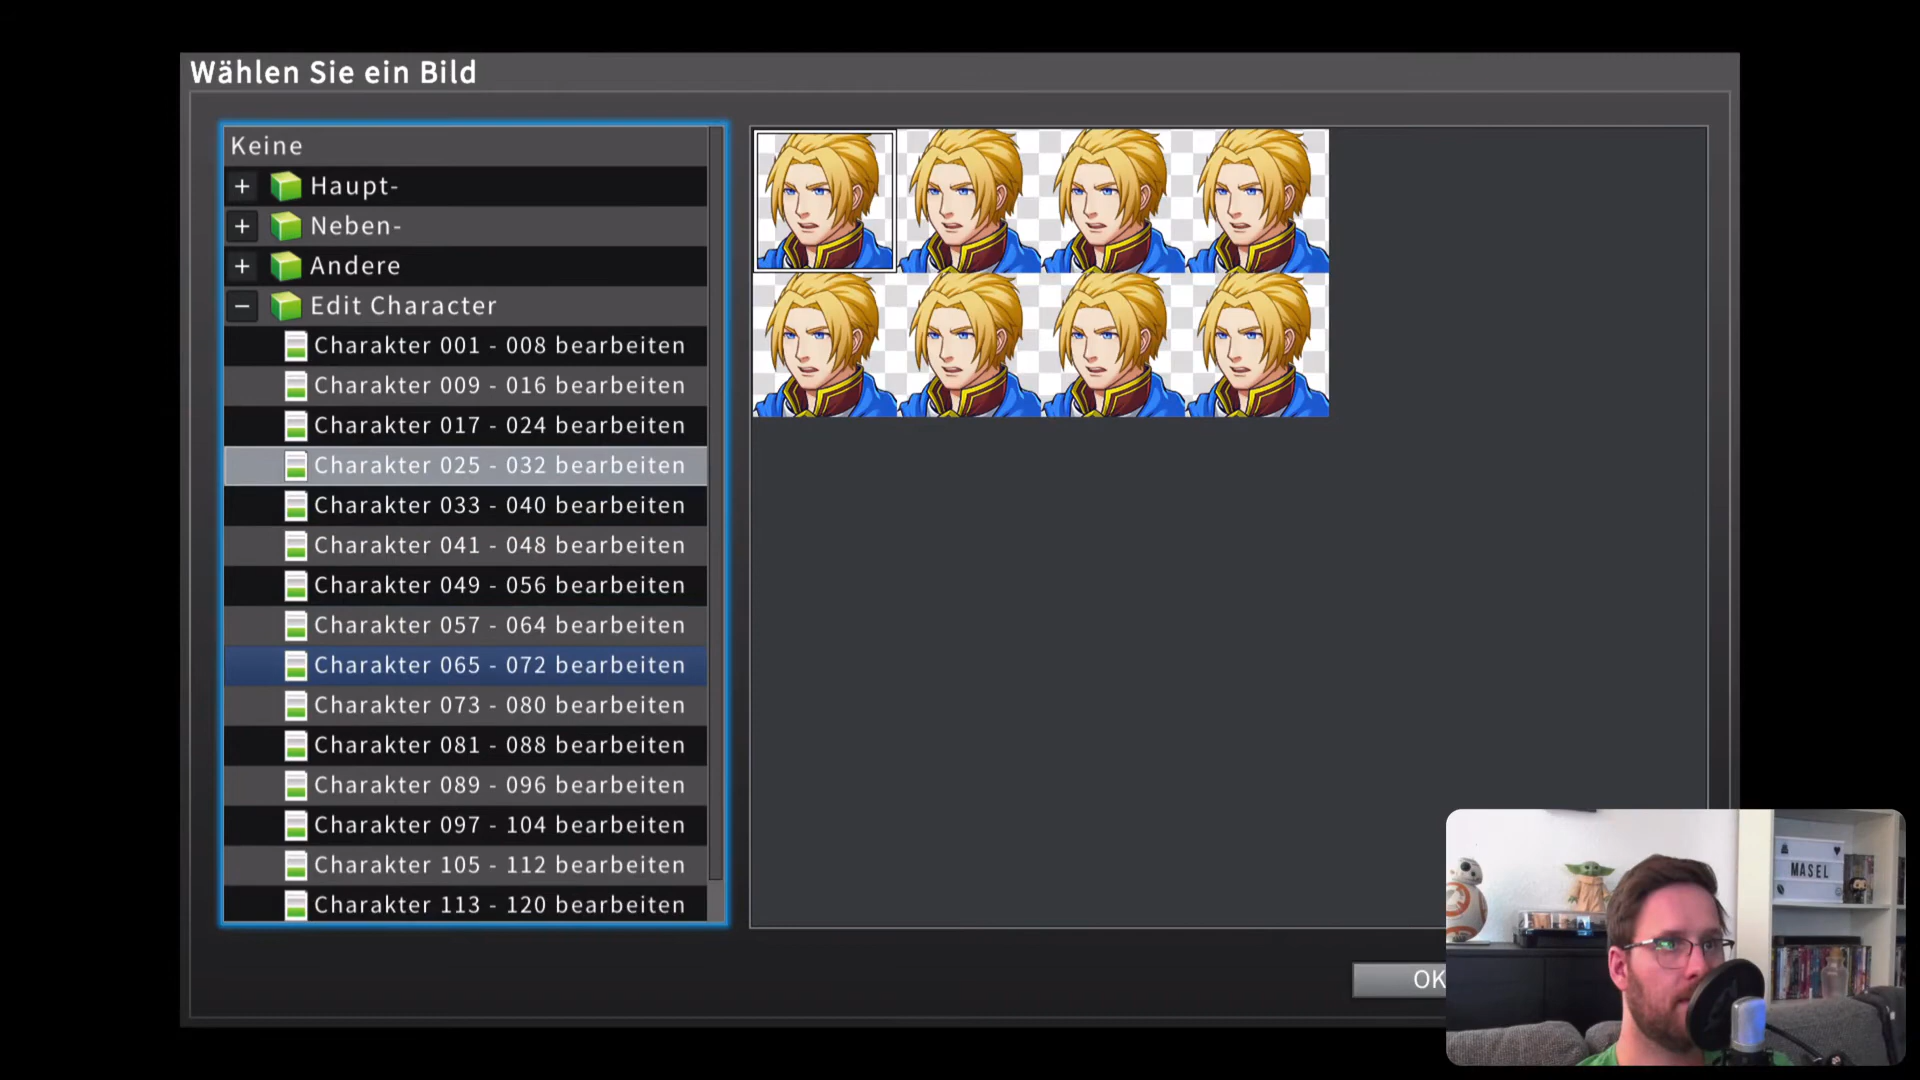 Wählen Sie ein Bild
Keine
Haupt-
Neben-
Andere
Edit Character
Charakter 001 - 008 bearbeiten
Charakter 009 - 016 bearbeiten
Charakter 017 - 024 bearbeiten
Charakter 025 - 032 bearbeiten
Charakter 033 - 040 bearbeiten
Charakter 041 - 048 bearbeiten
Charakter 049 - 056 bearbeiten
Charakter 057 - 064 bearbeiten
Charakter 065 - 072 bearbeiten
Charakter 073 - 080 bearbeiten
Charakter 081 - 088 bearbeiten
Charakter 089 - 096 bearbeiten
Charakter 097 - 104 bearbeiten
Charakter 105 - 112 bearbeiten
Charakter 113 - 120 bearbeiten
OK
MASEL